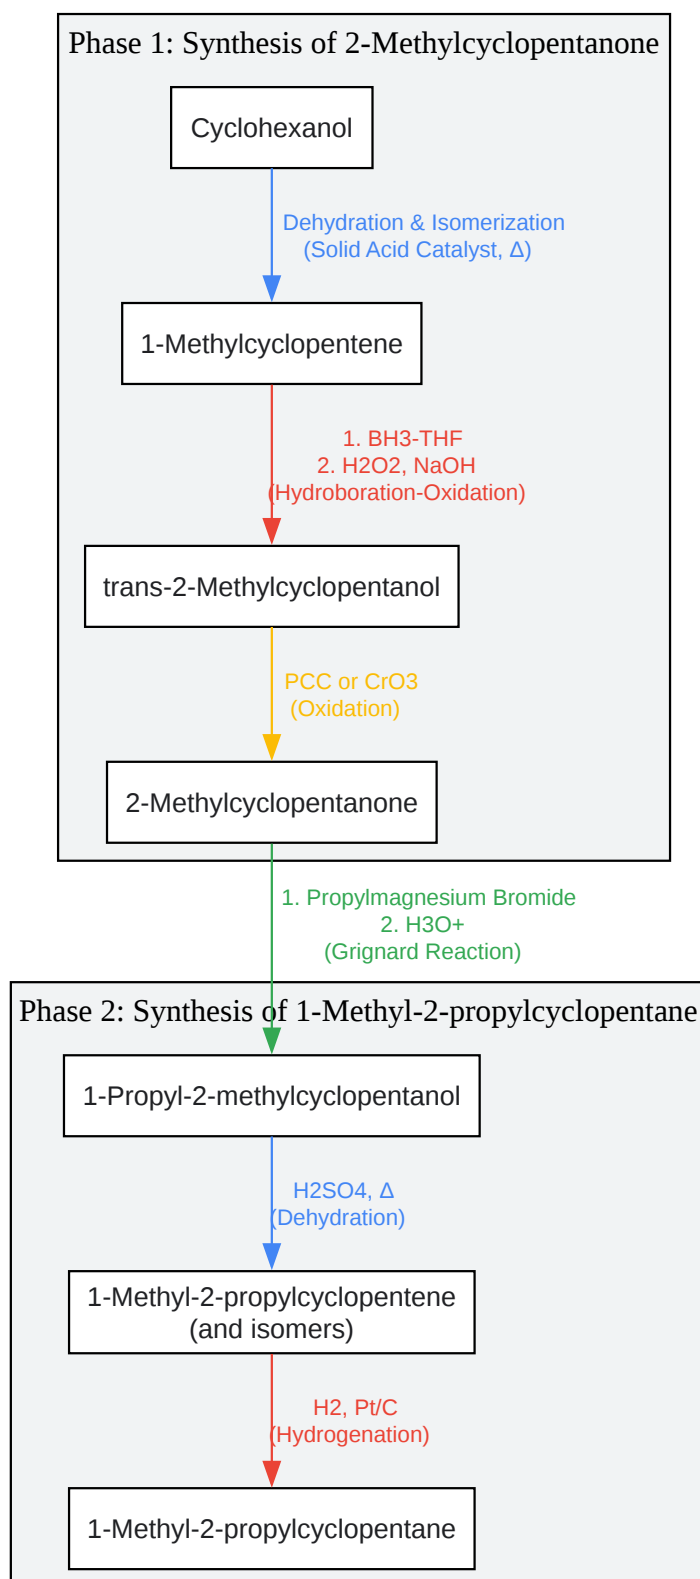 Phase 1: Synthesis of 2-Methylcyclopentanone
Cyclohexanol
Dehydration & Isomerization
(Solid Acid Catalyst, Δ)
1-Methylcyclopentene
1. BH3-THF
2. H2O2, NaOH
(Hydroboration-Oxidation)
trans-2-Methylcyclopentanol
PCC or CrO3
(Oxidation)
2-Methylcyclopentanone
1. Propylmagnesium Bromide
2. H3O+
(Grignard Reaction)
Phase 2: Synthesis of 1-Methyl-2-propylcyclopentane
1-Propyl-2-methylcyclopentanol
H2SO4, Δ
(Dehydration)
1-Methyl-2-propylcyclopentene
(and isomers)
H2, Pt/C
(Hydrogenation)
1-Methyl-2-propylcyclopentane